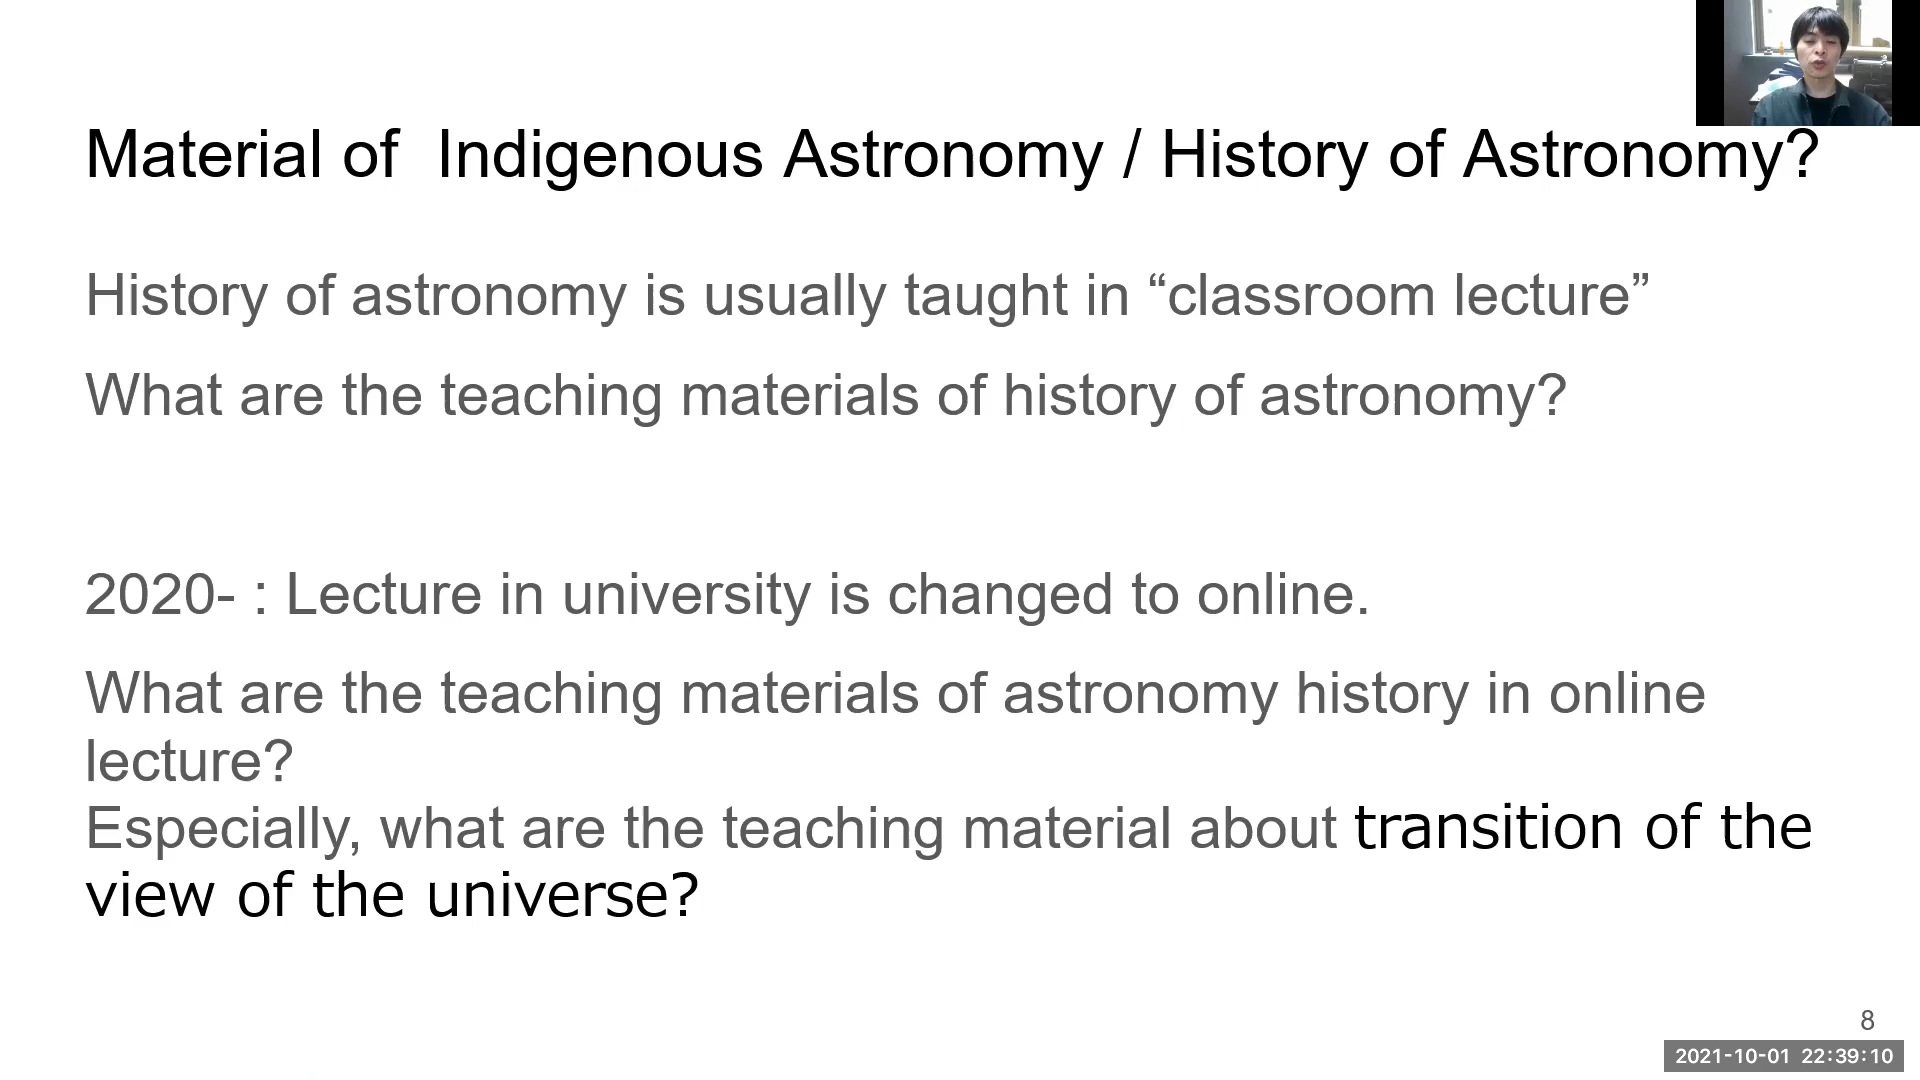 Material of  Indigenous Astronomy / History of Astronomy?
History of astronomy is usually taught in “classroom lecture”
What are the teaching materials of history of astronomy?
2020- : Lecture in university is changed to online.
What are the teaching materials of astronomy history in online
lecture?
Especially, what are the teaching material about transition of the
view of the universe?
8
2021-10-01 22:39:10